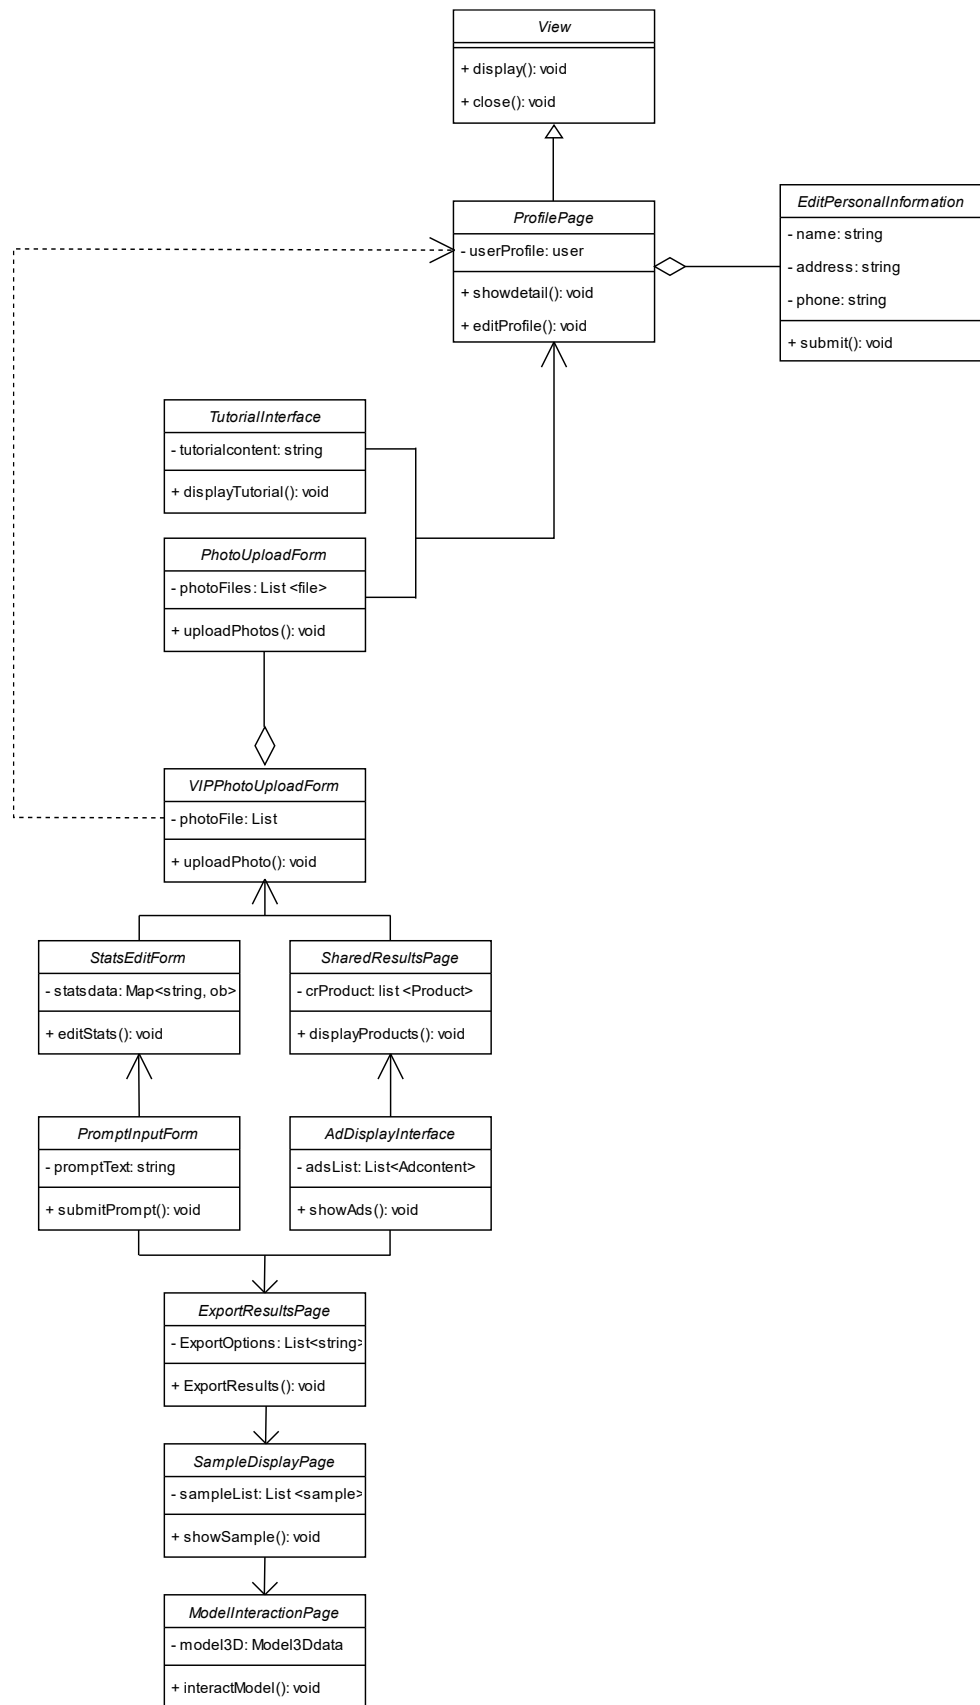 View
+ display(): void
+ close(): void
ProfilePage
- userProfile: user
+ showdetail(): void
+ editProfile(): void
EditPersonalInformation
- name: string
- address: string
- phone: string
+ submit(): void
TutorialInterface
- tutorialcontent: string
+ displayTutorial(): void
PhotoUploadForm
- photoFiles: List <file>
+ uploadPhotos(): void
VIPPhotoUploadForm
- photoFile: List
+ uploadPhoto(): void
StatsEditForm
- statsdata: Map<string, ob>
+ editStats(): void
SharedResultsPage
- crProduct: list <Product>
+ displayProducts(): void
PromptInputForm
- promptText: string
+ submitPrompt(): void
AdDisplayInterface
- adsList: List<Adcontent>
+ showAds(): void
ExportResultsPage
- ExportOptions: List<string>
+ ExportResults(): void
SampleDisplayPage
- sampleList: List <sample>
+ showSample(): void
ModelInteractionPage
- model3D: Model3Ddata
+ interactModel(): void